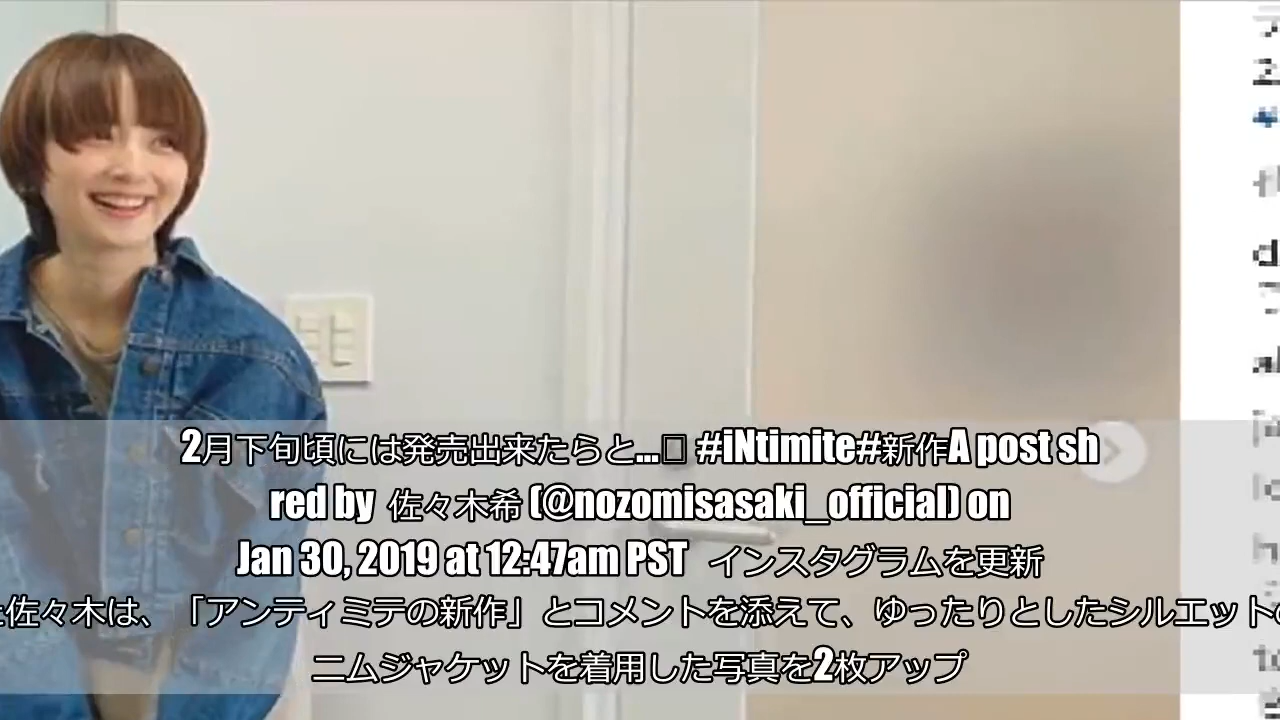 2月下旬頃には発売出来たらと...□ #iNtimite#新作A post sh
red by 佐々木希 (@nozomisasaki_official) on
Jan 30, 2019 at 12:47am PST インスタグラムを更新
佐々木は、「アンティミテの新作」とコメントを添えて、ゆったりとしたシルエット
ニムジャケットを着用した写真を2枚アップ